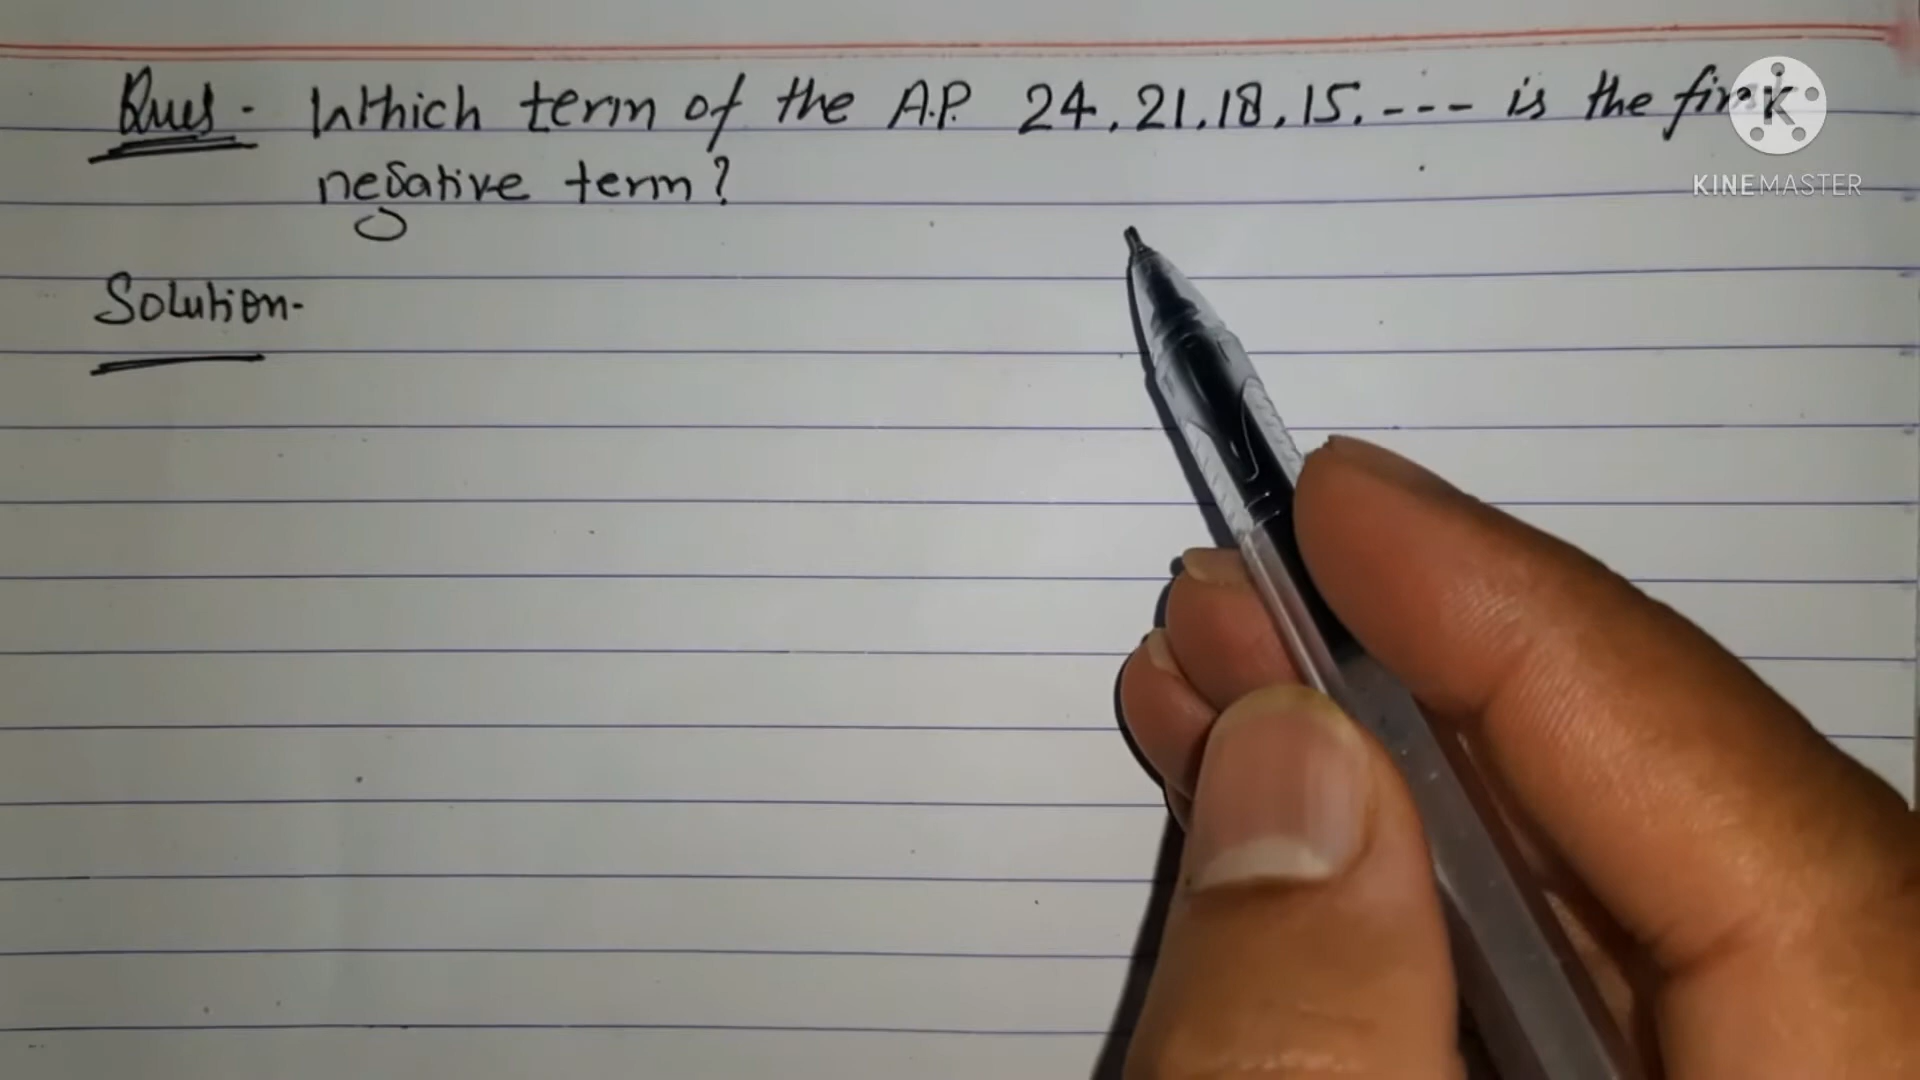 Ques - Which term of the A.P. 24, 21, 18, 15, --- is the first
negative term?
Solution-
KINEMASTER